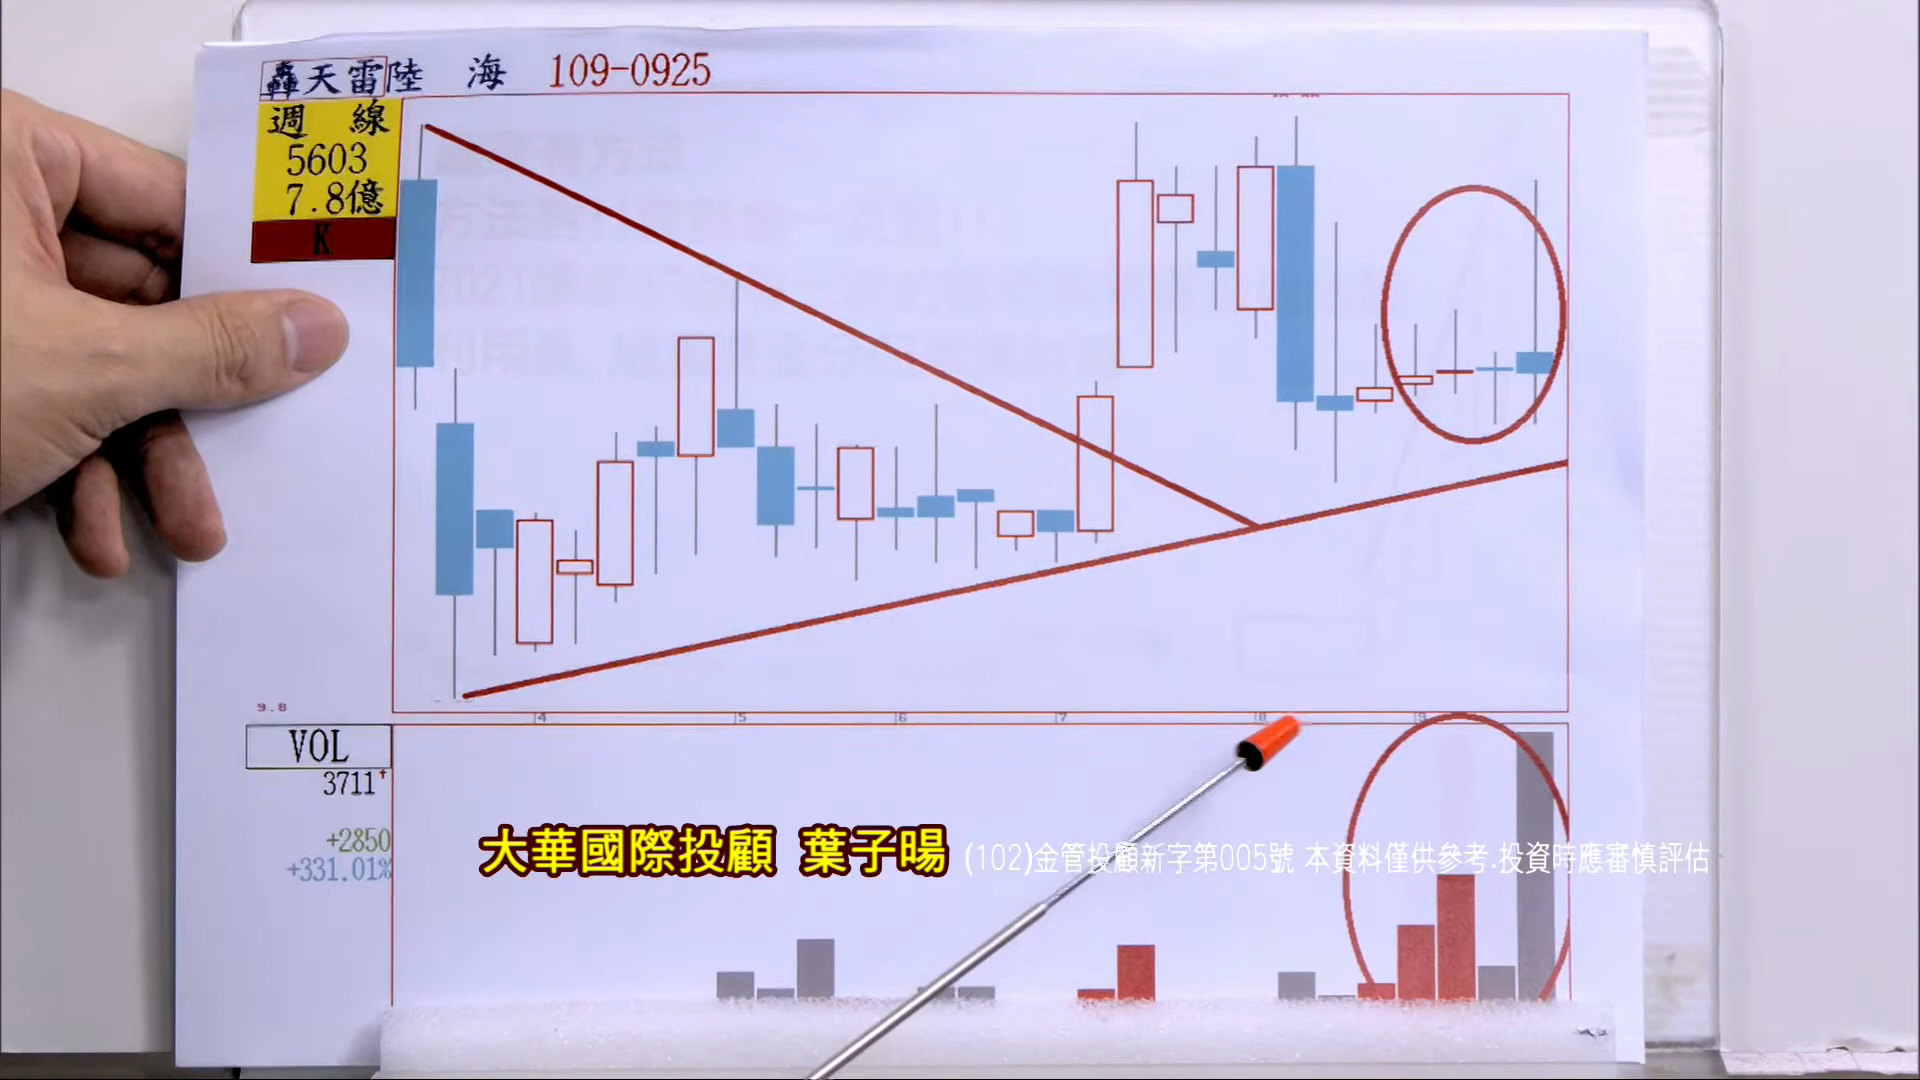 轟天雷陸 海 109-0925
週 線
5603
7.8億
K
9.8
4 5 6 7 8 9
VOL
3711↑
+2850
+331.01%
大華國際投顧 葉子暘 (102)金管投顧新字第005號 本資料僅供參考.投資時應審慎評估